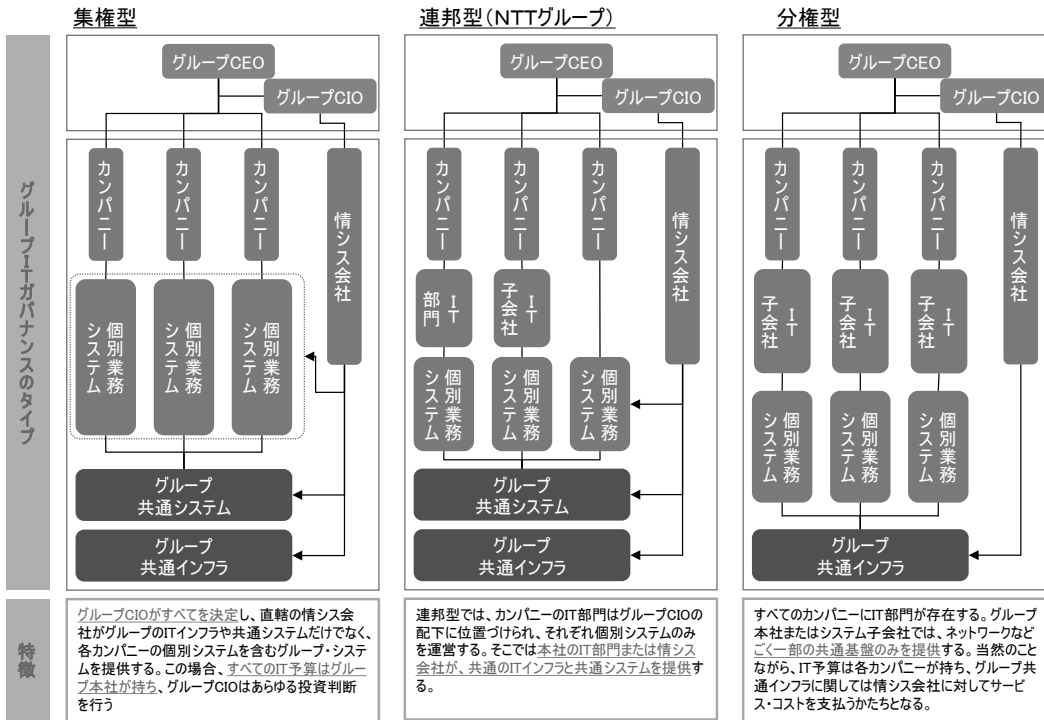 集権型
連邦型(NTTグループ)
分権型
グループITガバナンスのタイプ
グループCEO
グループCIO
カンパニー
カンパニー
カンパニー
情シス会社
個別業務
システム
個別業務
システム
個別業務
システム
グループ
共通システム
グループ
共通インフラ
グループCEO
グループCIO
カンパニー
カンパニー
カンパニー
情シス会社
IT
部門
IT
子会社
個別業務
システム
個別業務
システム
個別業務
システム
グループ
共通システム
グループ
共通インフラ
グループCEO
グループCIO
カンパニー
カンパニー
カンパニー
情シス会社
IT
子会社
IT
子会社
IT
子会社
個別業務
システム
個別業務
システム
個別業務
システム
グループ
共通インフラ
特徴
グループCIOがすべてを決定し、直轄の情シス会
社がグループのITインフラや共通システムだけでなく、
各カンパニーの個別システムを含むグループ・システ
ムを提供する。この場合、すべてのIT予算はグルー
プ本社が持ち、グループCIOはあらゆる投資判断
を行う
連邦型では、カンパニーのIT部門はグループCIOの
配下に位置づけられ、それぞれ個別システムのみ
を運営する。そこでは本社のIT部門または情シス
会社が、共通のITインフラと共通システムを提供す
る。
すべてのカンパニーにIT部門が存在する。グループ
本社またはシステム子会社では、ネットワークなど
ごく一部の共通基盤のみを提供する。当然のこと
ながら、IT予算は各カンパニーが持ち、グループ共
通インフラに関しては情シス会社に対してサービ
ス・コストを支払うかたちとなる。